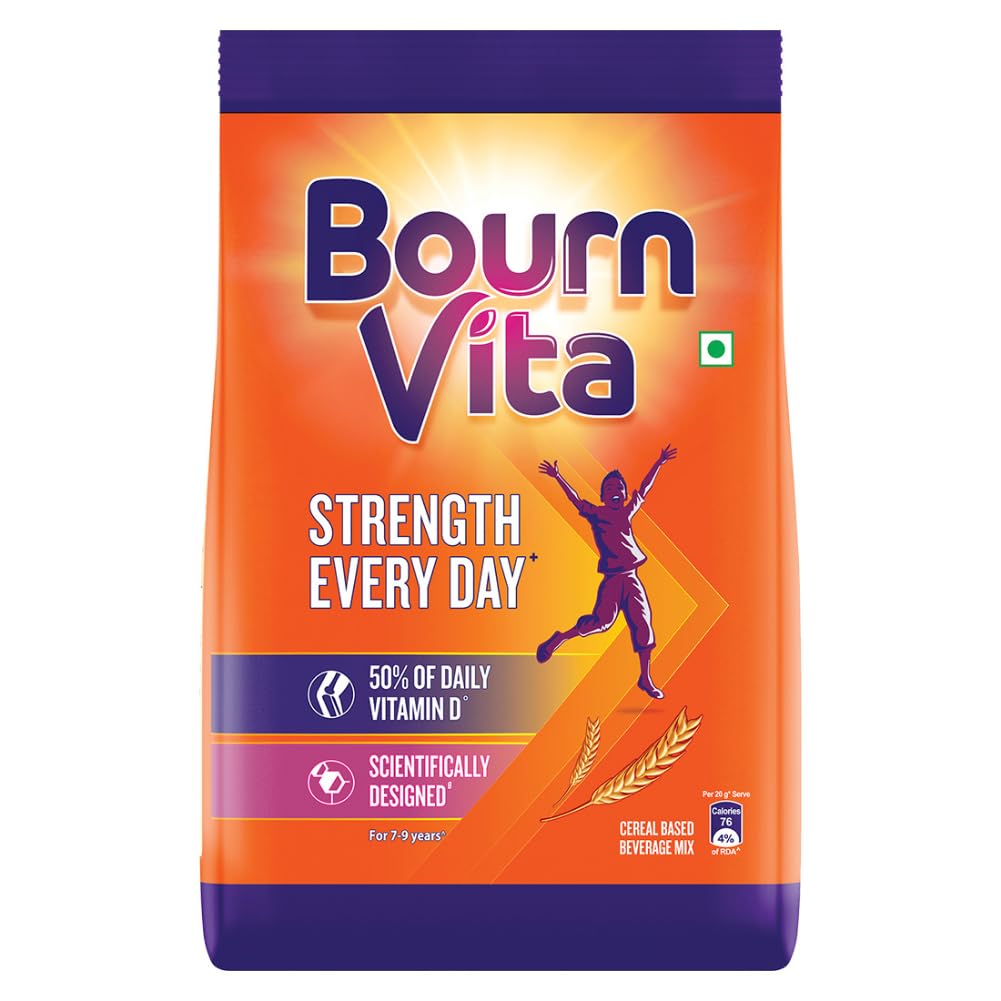 Bourn
Vita
STRENGTH
EVERY DAY+
50% OF DAILY
VITAMIN D°
SCIENTIFICALLY
DESIGNED#
For 7-9 years^
Per 20 g* Serve
Calories
76
4%
of RDA^
CEREAL BASED
BEVERAGE MIX